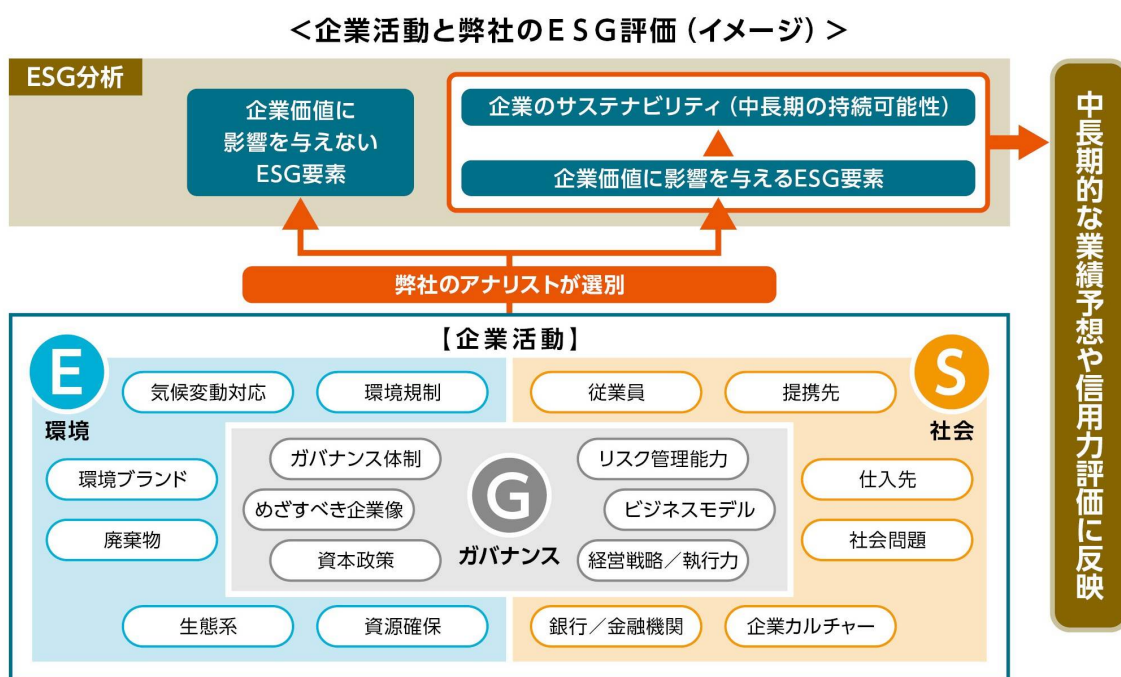 ＜企業活動と弊社のESG評価（イメージ）＞
ESG分析
企業価値に
影響を与えない
ESG要素
企業のサステナビリティ（中長期の持続可能性）
企業価値に影響を与えるESG要素
中長期的な業績予想や信用力評価に反映
弊社のアナリストが選別
【企業活動】
E
環境
気候変動対応
環境規制
環境ブランド
廃棄物
生態系
資源確保
G
ガバナンス
ガバナンス体制
めざすべき企業像
資本政策
リスク管理能力
ビジネスモデル
経営戦略／執行力
S
社会
従業員
提携先
仕入先
社会問題
銀行／金融機関
企業カルチャー